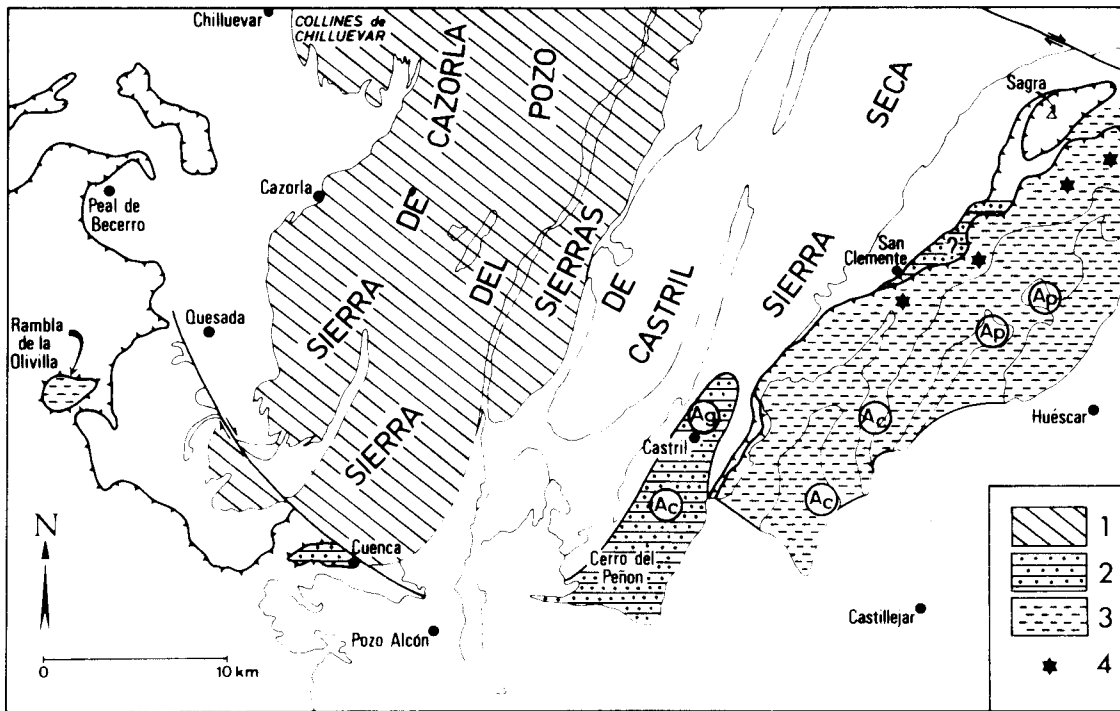 Chilluevar
COLLINES de
CHILLUEVAR
SIERRA DE CAZORLA
SIERRA DEL POZO
SIERRAS DE CASTRIL
SIERRA SECA
Sagra
Cazorla
Peal de
Becerro
San
Clemente
?
Ap
Ap
Rambla
de la
Olivilla
Quesada
Ag
Castril
Ac
Ac
Ac
Huéscar
Cuenca
Cerro del
Peñon
Castillejar
Pozo Alcón
N
0 10 km
1
2
3
4